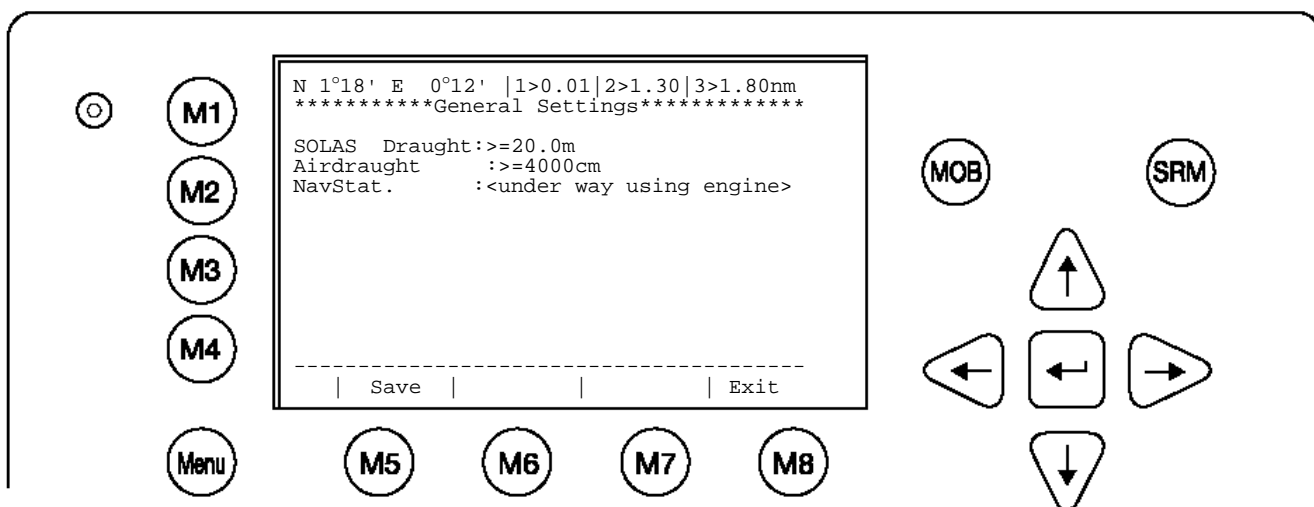 N 1°18' E 0°12' |1>0.01|2>1.30|3>1.80nm
***********General Settings*************
SOLAS Draught:>=20.0m
Airdraught :>=4000cm
NavStat. :<under way using engine>
----------------------------------------
| Save | | | Exit
M1
M2
M3
M4
Menu
M5
M6
M7
M8
MOB
SRM